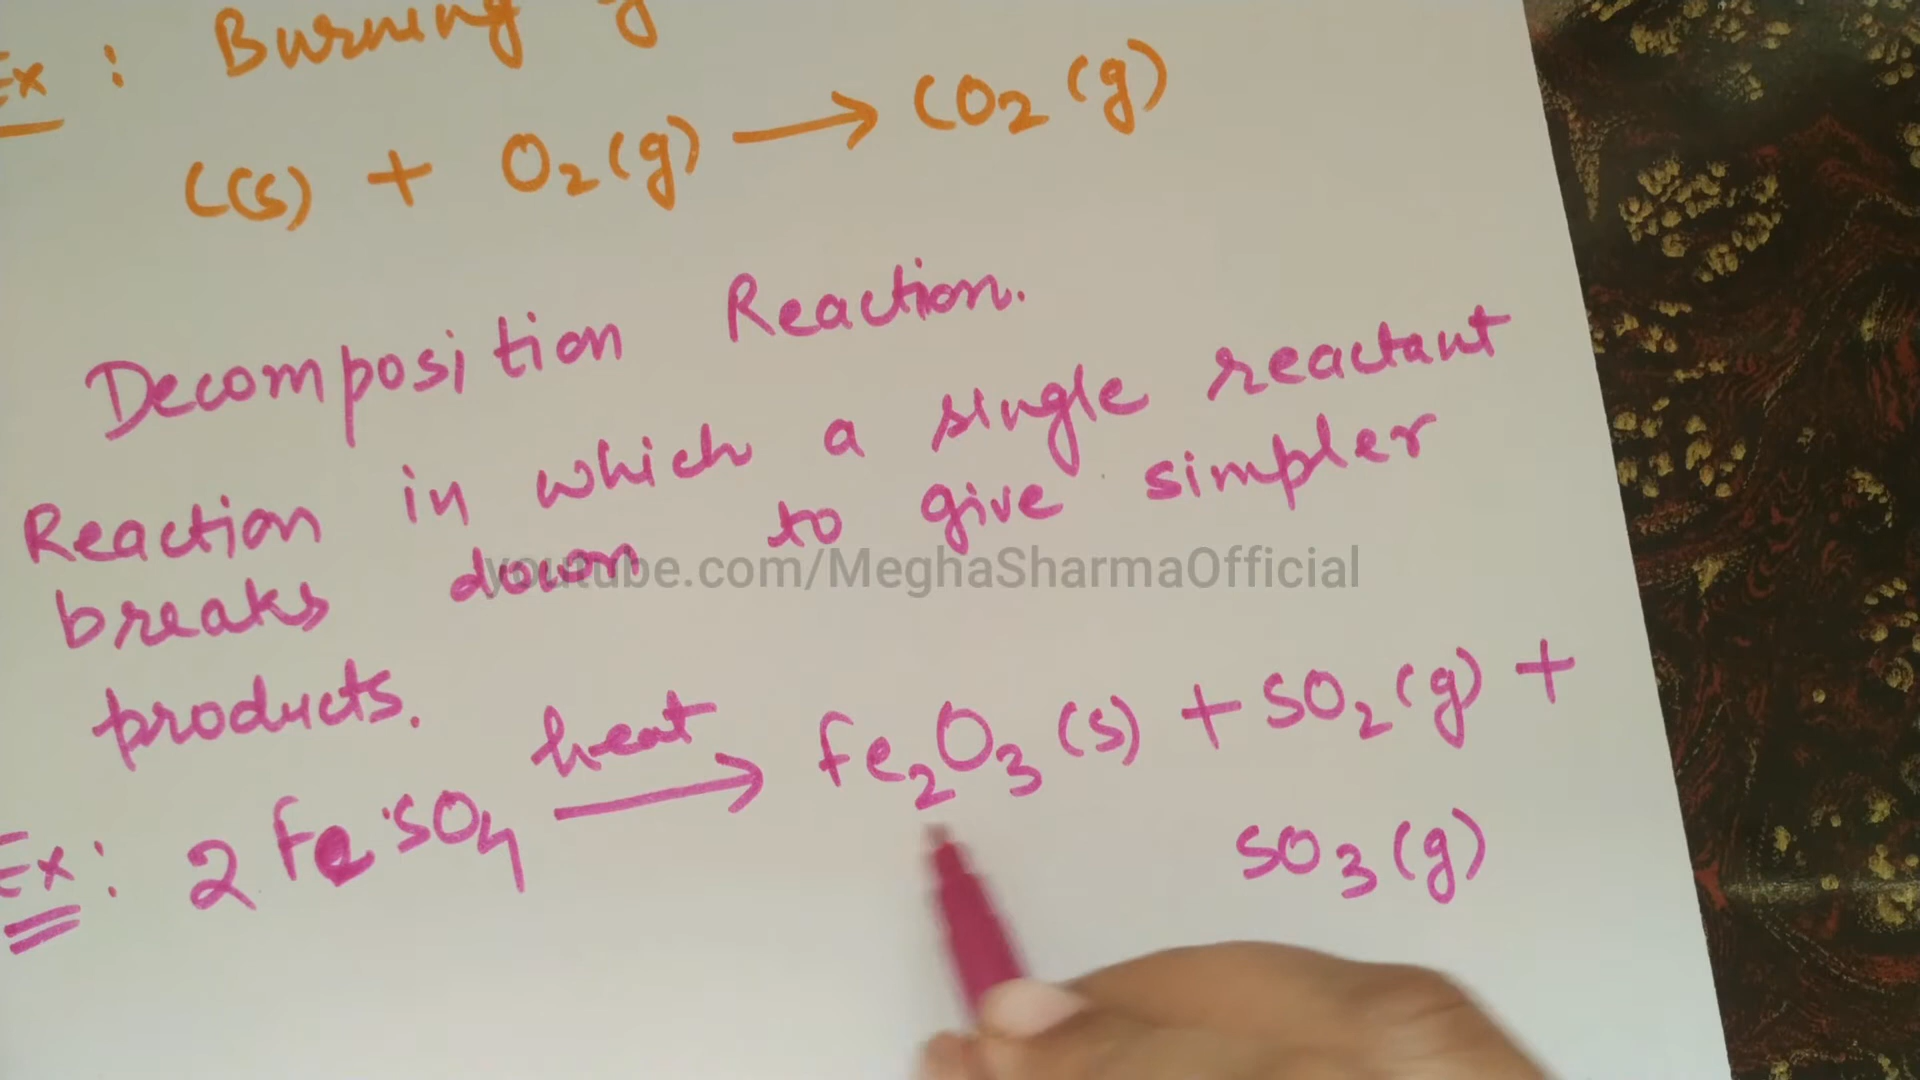 Ex : Burning
C(s) + O₂(g) → CO₂(g)
Decomposition Reaction.
Reaction in which a single reactant
breaks down to give simpler
products.
youtube.com/MeghaSharmaOfficial
heat
Ex: 2 FeSO₄ → Fe₂O₃(s) + SO₂(g) +
SO₃(g)